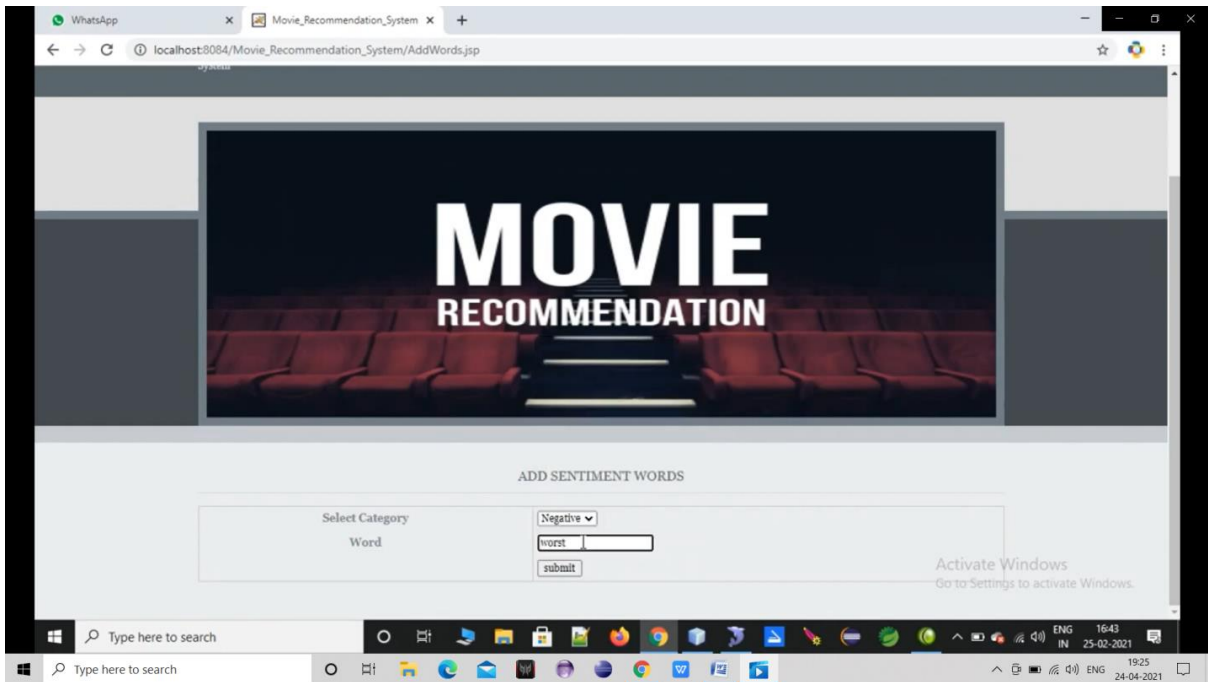 WhatsApp
Movie_Recommendation_System
localhost:8084/Movie_Recommendation_System/AddWords.jsp
System
MOVIE
RECOMMENDATION
ADD SENTIMENT WORDS
Select Category
Negative
Word
worst
submit
Activate Windows
Go to Settings to activate Windows.
Type here to search
ENG
IN
16:43
25-02-2021
Type here to search
ENG
19:25
24-04-2021